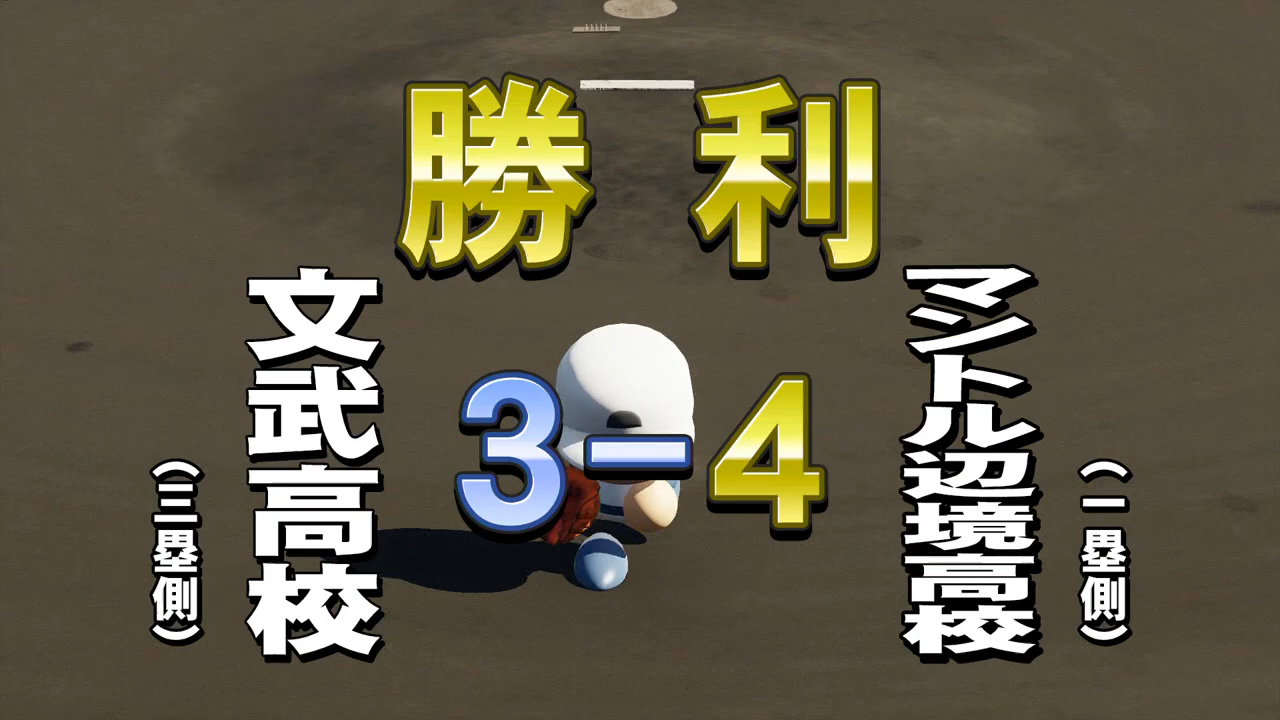 勝利
文武高校
(三塁側)
3-4
マントル辺境高校
(一塁側)